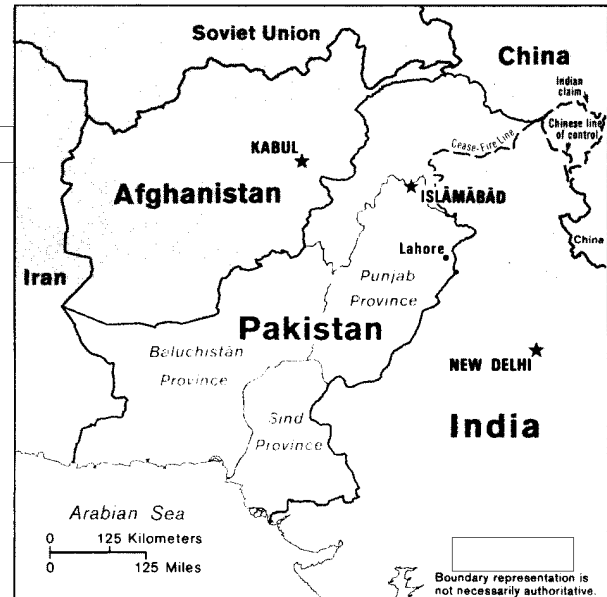 Soviet Union
China
Indian
claim
Chinese line
of control
Cease-Fire Line
KABUL
Afghanistan
ISLĀMĀBĀD
China
Lahore
Iran
Punjab
Province
Pakistan
Baluchistān
Province
NEW DELHI
India
Sind
Province
Arabian Sea
0 125 Kilometers
0 125 Miles
Boundary representation is
not necessarily authoritative.